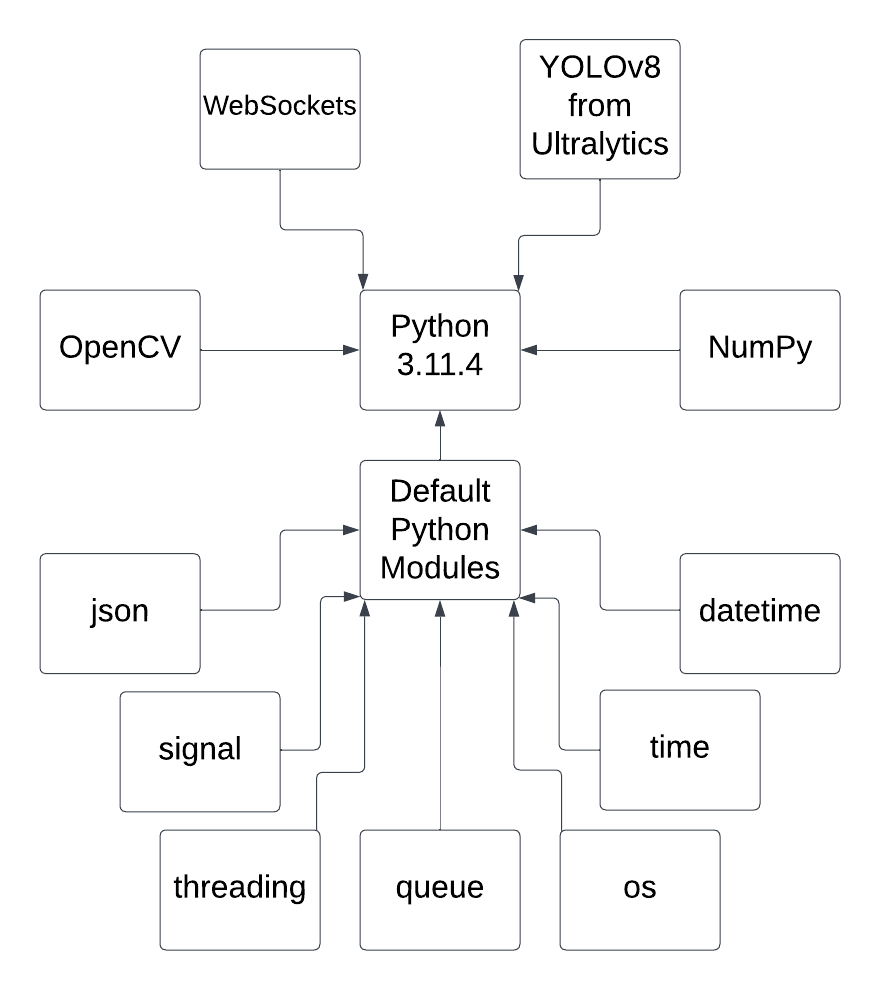 WebSockets
YOLOv8
from
Ultralytics
OpenCV
Python
3.11.4
NumPy
Default
Python
Modules
json
datetime
signal
time
threading
queue
os